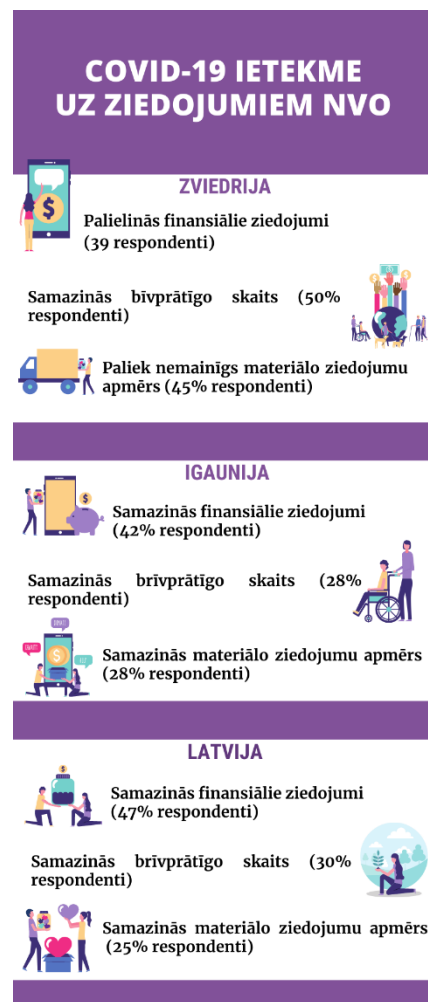 COVID-19 IETEKME
UZ ZIEDOJUMIEM NVO
ZVIEDRIJA
Palielinās finansiālie ziedojumi
(39 respondenti)
Samazinās bīvprātīgo skaits (50%
respondenti)
Paliek nemainīgs materiālo ziedojumu
apmērs (45% respondenti)
IGAUNIJA
Samazinās finansiālie ziedojumi
(42% respondenti)
Samazinās brīvprātīgo skaits (28%
respondenti)
Samazinās materiālo ziedojumu apmērs
(28% respondenti)
LATVIJA
Samazinās finansiālie ziedojumi
(47% respondenti)
Samazinās brīvprātīgo skaits (30%
respondenti)
Samazinās materiālo ziedojumu apmērs
(25% respondenti)